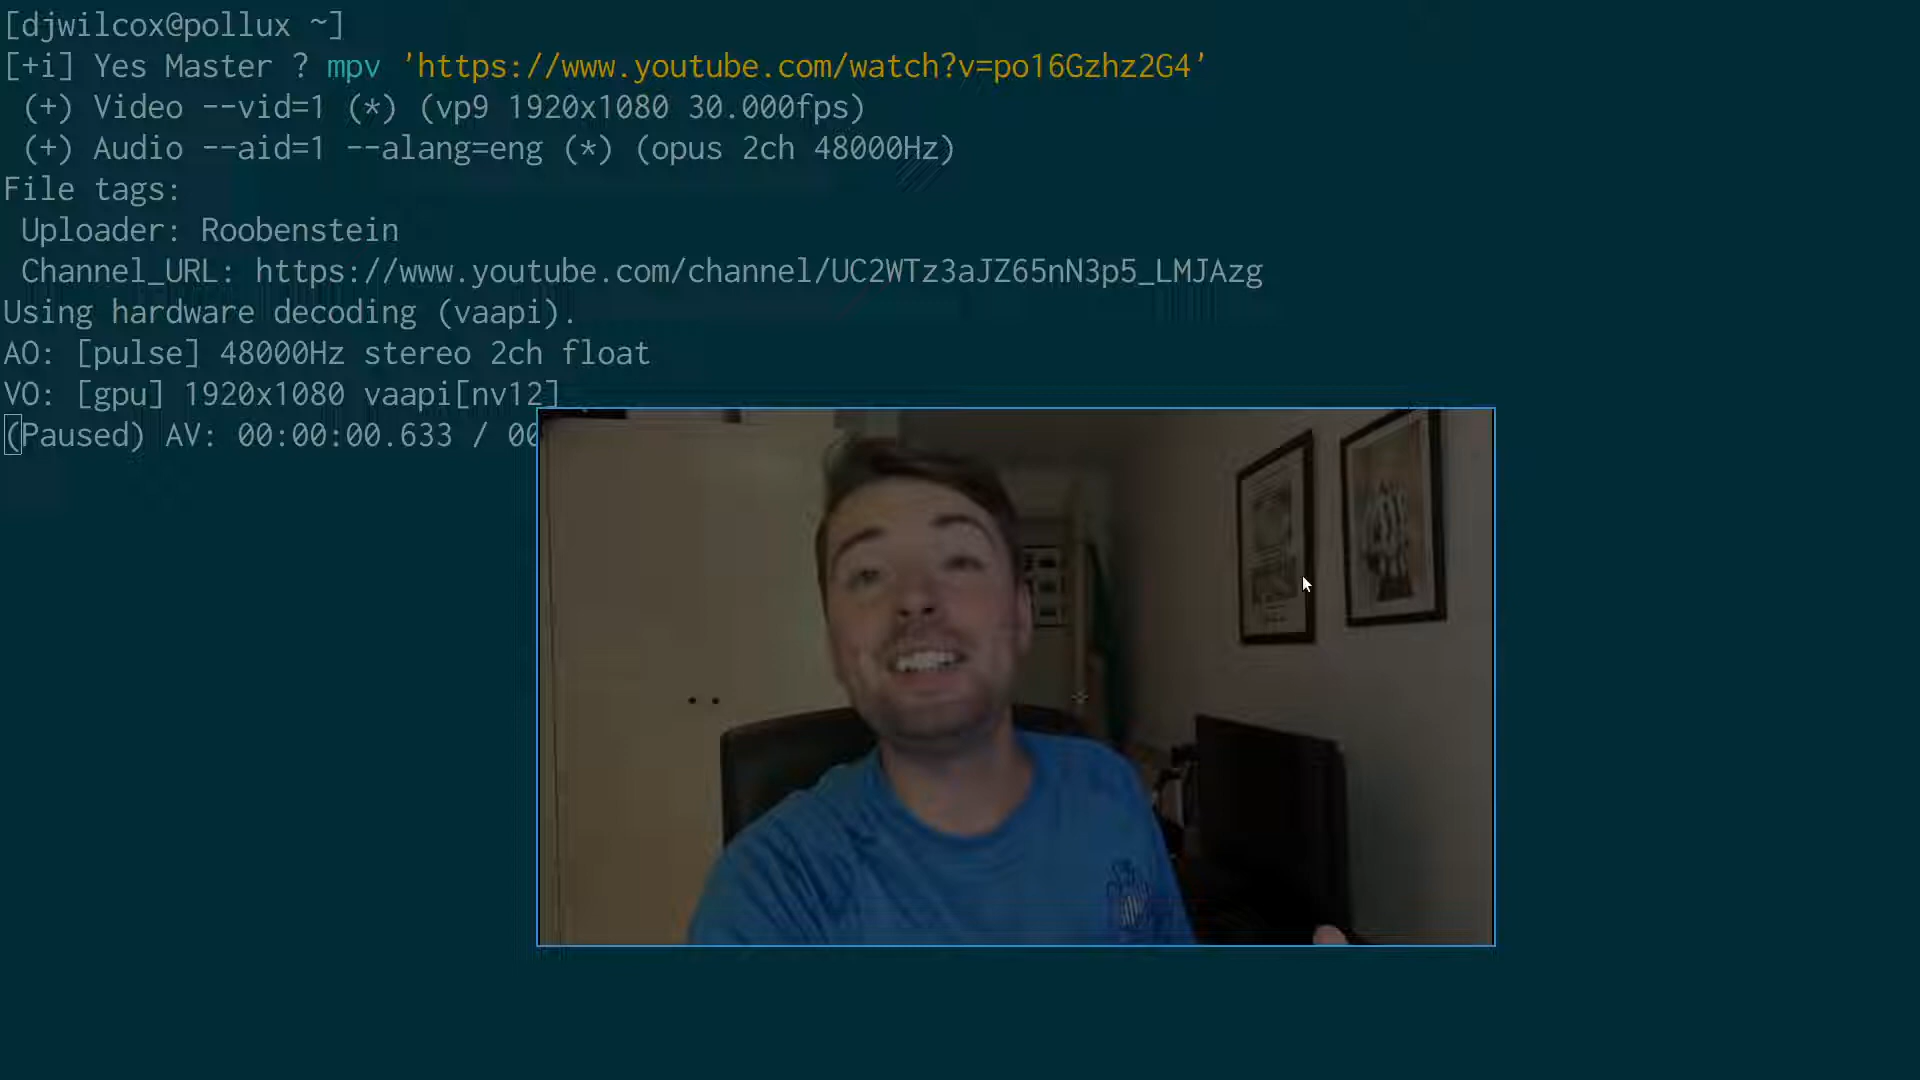 [djwilcox@pollux ~]
[+i] Yes Master ? mpv 'https://www.youtube.com/watch?v=po16Gzhz2G4'
(+) Video --vid=1 (*) (vp9 1920x1080 30.000fps)
(+) Audio --aid=1 --alang=eng (*) (opus 2ch 48000Hz)
File tags:
Uploader: Roobenstein
Channel_URL: https://www.youtube.com/channel/UC2WTz3aJZ65nN3p5_LMJAzg
Using hardware decoding (vaapi).
AO: [pulse] 48000Hz stereo 2ch float
VO: [gpu] 1920x1080 vaapi[nv12]
(Paused) AV: 00:00:00.633 / 00